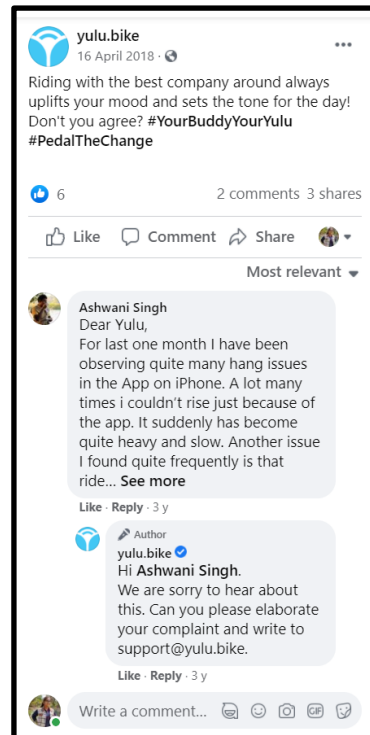 yulu.bike
16 April 2018 ·
Riding with the best company around always
uplifts your mood and sets the tone for the day!
Don't you agree? #YourBuddyYourYulu
#PedalTheChange
6
2 comments 3 shares
Like Comment Share
Most relevant
Ashwani Singh
Dear Yulu,
For last one month I have been
observing quite many hang issues
in the App on iPhone. A lot many
times i couldn't rise just because of
the app. It suddenly has become
quite heavy and slow. Another issue
I found quite frequently is that
ride... See more
Like · Reply · 3 y
Author
yulu.bike
Hi Ashwani Singh.
We are sorry to hear about
this. Can you please elaborate
your complaint and write to
support@yulu.bike.
Like · Reply · 3 y
Write a comment...
GIF